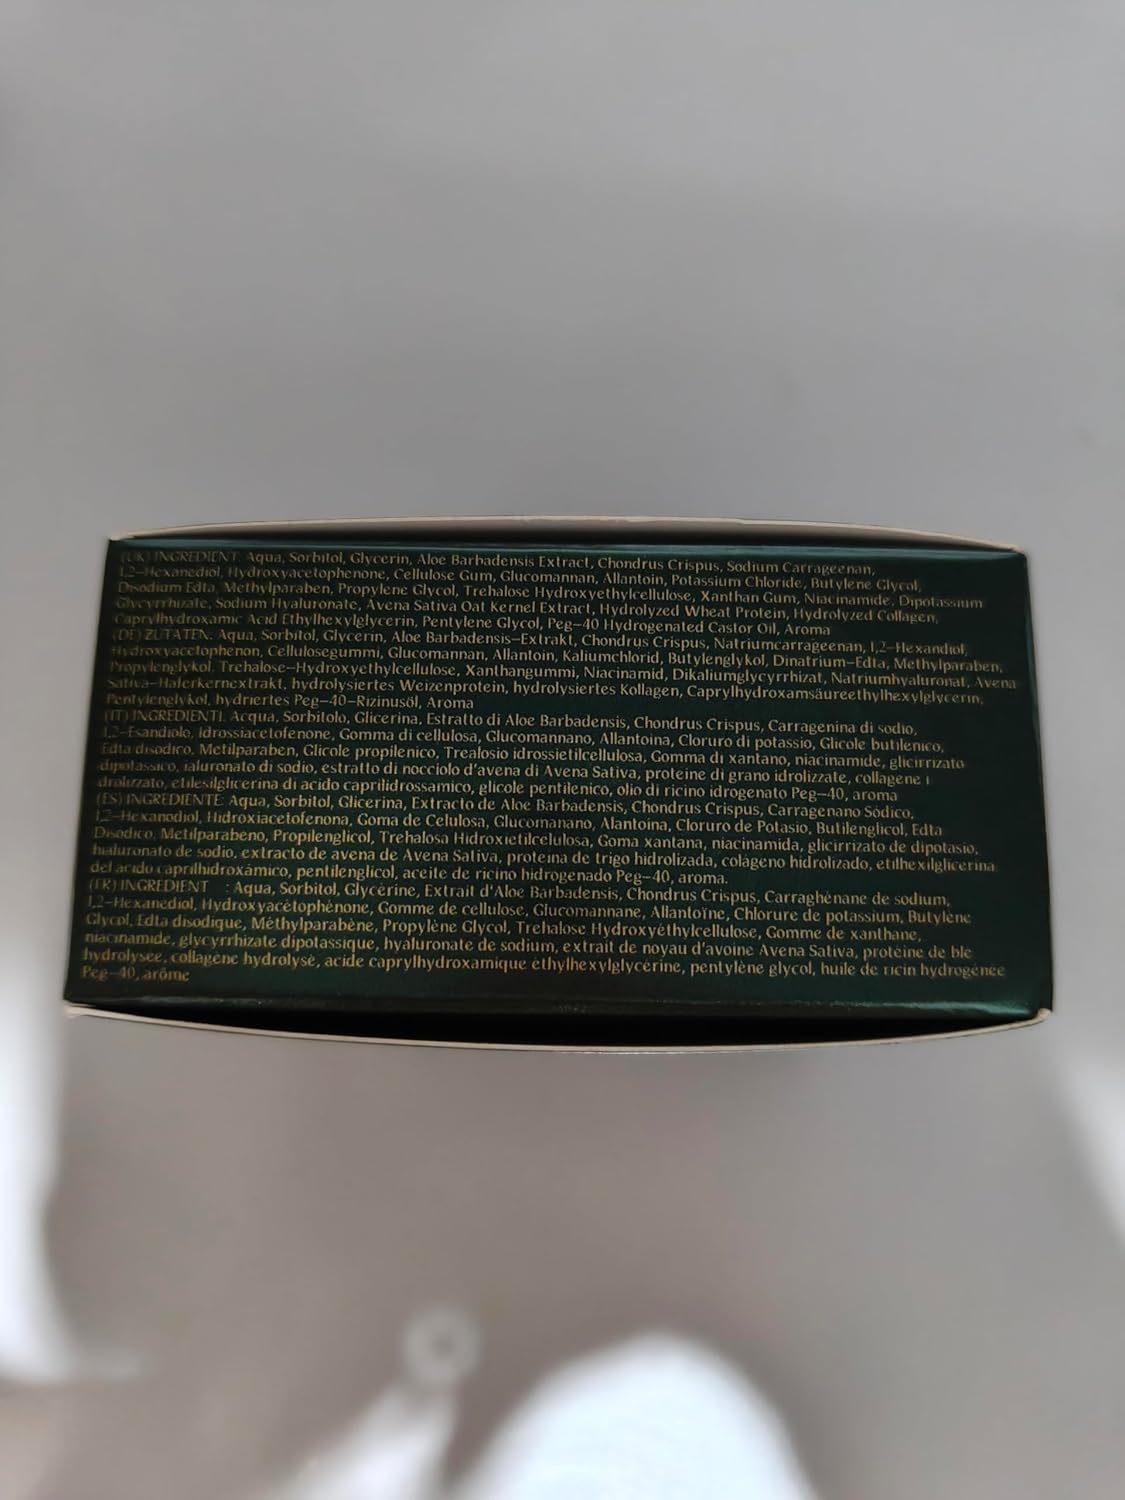 (UK) INGREDIENT: Aqua, Sorbitol, Glycerin, Aloe Barbadensis Extract, Chondrus Crispus, Sodium Carrageenan,
1,2-Hexanediol, Hydroxyacetophenone, Cellulose Gum, Glucomannan, Allantoin, Potassium Chloride, Butylene Glycol,
Disodium Edta, Methylparaben, Propylene Glycol, Trehalose Hydroxyethylcellulose, Xanthan Gum, Niacinamide, Dipotassium
Glycyrrhizate, Sodium Hyaluronate, Avena Sativa Oat Kernel Extract, Hydrolyzed Wheat Protein, Hydrolyzed Collagen,
Caprylhydroxamic Acid Ethylhexylglycerin, Pentylene Glycol, Peg-40 Hydrogenated Castor Oil, Aroma
(DE) ZUTATEN: Aqua, Sorbitol, Glycerin, Aloe Barbadensis-Extrakt, Chondrus Crispus, Natriumcarrageenan, 1,2-Hexandiol,
Hydroxyacetophenon, Cellulosegummi, Glucomannan, Allantoin, Kaliumchlorid, Butylenglykol, Dinatrium-Edta, Methylparaben,
Propylenglykol, Trehalose-Hydroxyethylcellulose, Xanthangummi, Niacinamid, Dikaliumglycyrrhizat, Natriumhyaluronat, Avena
Sativa-Haferkernextrakt, hydrolysiertes Weizenprotein, hydrolysiertes Kollagen, Caprylhydroxamsäureethylhexylglycerin,
Pentylenglykol, hydriertes Peg-40-Rizinusöl, Aroma
(IT) INGREDIENTI: Acqua, Sorbitolo, Glicerina, Estratto di Aloe Barbadensis, Chondrus Crispus, Carragenina di sodio,
1,2-Esandiolo, Idrossiacetofenone, Gomma di cellulosa, Glucomannano, Allantoina, Cloruro di potassio, Glicole butilenico,
Edta disodico, Metilparaben, Glicole propilenico, Trealosio idrossietilcellulosa, Gomma di xantano, niacinamide, glicirrizato
dipotassico, ialuronato di sodio, estratto di nocciolo d'avena di Avena Sativa, proteine di grano idrolizzate, collagene i
drolizzato, etilesilglicerina di acido caprilidrossamico, glicole pentilenico, olio di ricino idrogenato Peg-40, aroma
(ES) INGREDIENTE: Aqua, Sorbitol, Glicerina, Extracto de Aloe Barbadensis, Chondrus Crispus, Carragenano Sódico,
1,2-Hexanodiol, Hidroxiacetofenona, Goma de Celulosa, Glucomanano, Alantoina, Cloruro de Potasio, Butilenglicol, Edta
Disódico, Metilparabeno, Propilenglicol, Trehalosa Hidroxietilcelulosa, Goma xantana, niacinamida, glicirrizato de dipotasio,
hialuronato de sodio, extracto de avena de Avena Sativa, proteína de trigo hidrolizada, colágeno hidrolizado, etilhexilglicerina
del acido caprilhidroxámico, pentilenglicol, aceite de ricino hidrogenado Peg-40, aroma.
(FR) INGREDIENT : Aqua, Sorbitol, Glycérine, Extrait d'Aloe Barbadensis, Chondrus Crispus, Carraghénane de sodium,
1,2-Hexanediol, Hydroxyacétophénone, Gomme de cellulose, Glucomannane, Allantoïne, Chlorure de potassium, Butylène
Glycol, Edta disodique, Méthylparabène, Propylène Glycol, Trehalose Hydroxyéthylcellulose, Gomme de xanthane,
niacinamide, glycyrrhizate dipotassique, hyaluronate de sodium, extrait de noyau d'avoine Avena Sativa, protéine de blé
hydrolysée, collagène hydrolysé, acide caprylhydroxamique éthylhexylglycérine, pentylène glycol, huile de ricin hydrogénée
Peg-40, arôme